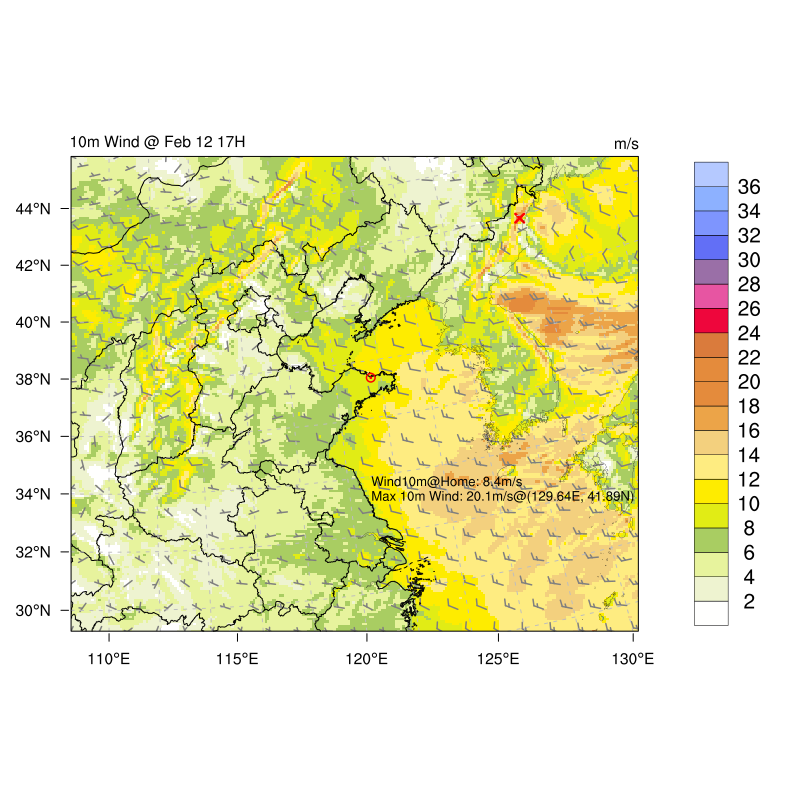 10m Wind @ Feb 12 17H
m/s
44°N
42°N
40°N
38°N
36°N
34°N
32°N
30°N
110°E
115°E
120°E
125°E
130°E
Wind10m@Home: 8.4m/s
Max 10m Wind: 20.1m/s@(129.64E, 41.89N)
36
34
32
30
28
26
24
22
20
18
16
14
12
10
8
6
4
2